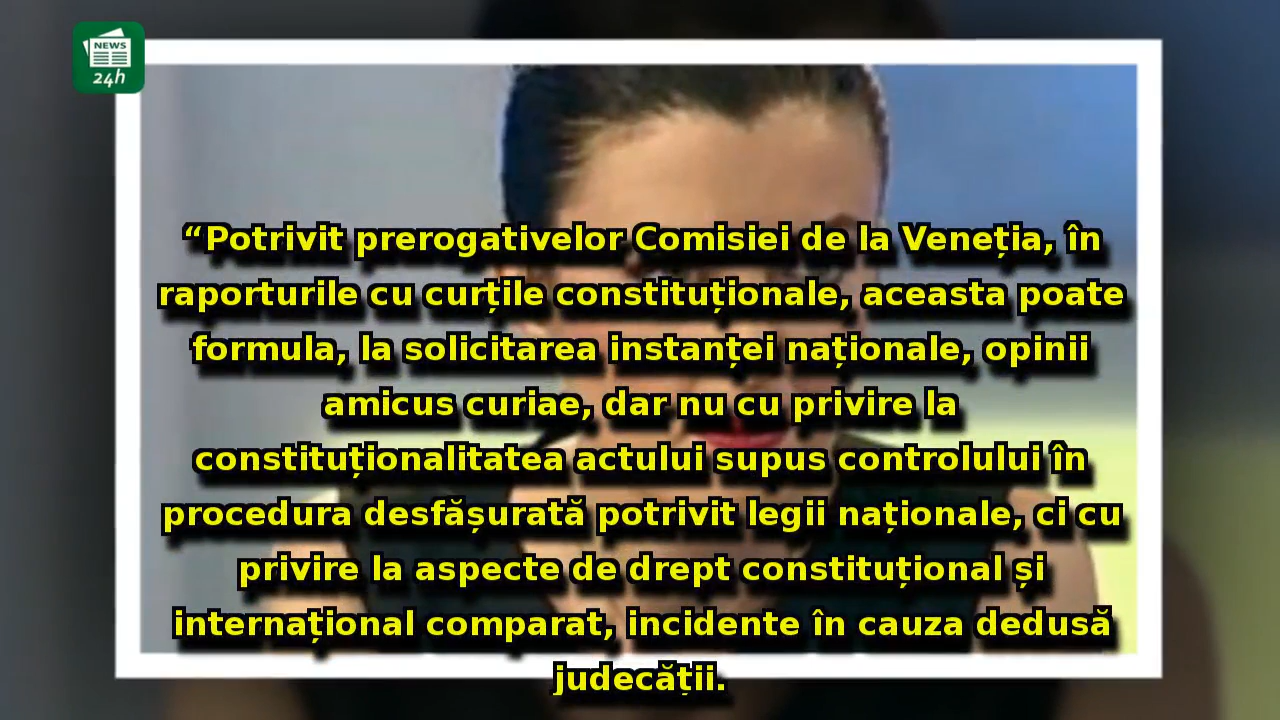 NEWS
24h
“Potrivit prerogativelor Comisiei de la Veneția, în
raporturile cu curțile constituționale, aceasta poate
formula, la solicitarea instanței naționale, opinii
amicus curiae, dar nu cu privire la
constituționalitatea actului supus controlului în
procedura desfășurată potrivit legii naționale, ci cu
privire la aspecte de drept constituțional și
internațional comparat, incidente în cauza dedusă
judecății.